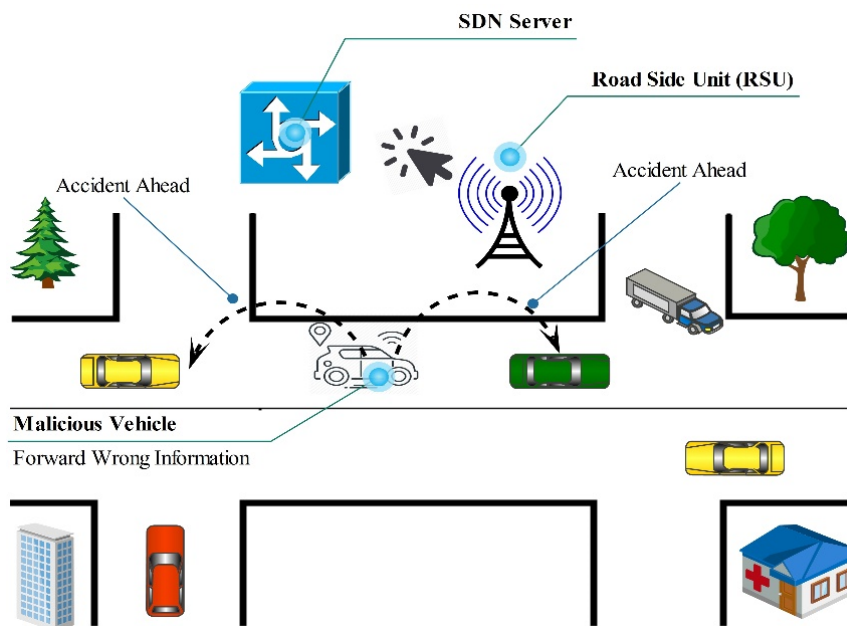 SDN Server
Road Side Unit (RSU)
Accident Ahead
Accident Ahead
Malicious Vehicle
Forward Wrong Information